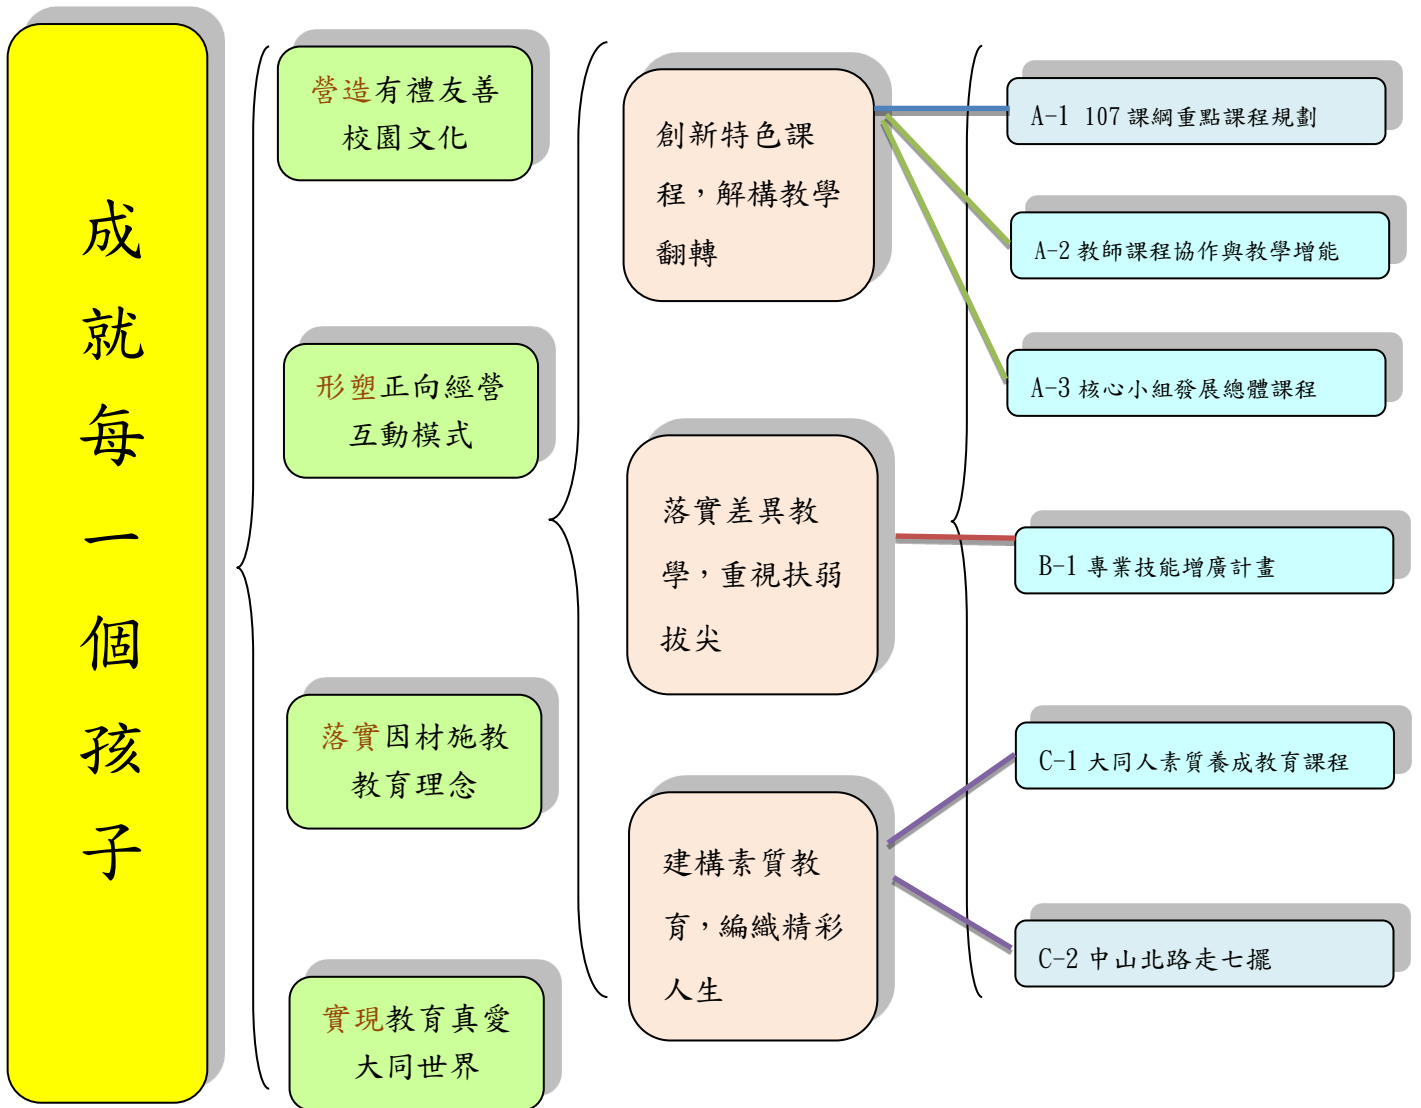 成就每一個孩子
營造有禮友善
校園文化
形塑正向經營
互動模式
落實因材施教
教育理念
實現教育真愛
大同世界
創新特色課
程，解構教學
翻轉
落實差異教
學，重視扶弱
拔尖
建構素質教
育，編織精彩
人生
A-1 107 課綱重點課程規劃
A-2 教師課程協作與教學增能
A-3 核心小組發展總體課程
B-1 專業技能增廣計畫
C-1 大同人素質養成教育課程
C-2 中山北路走七擺